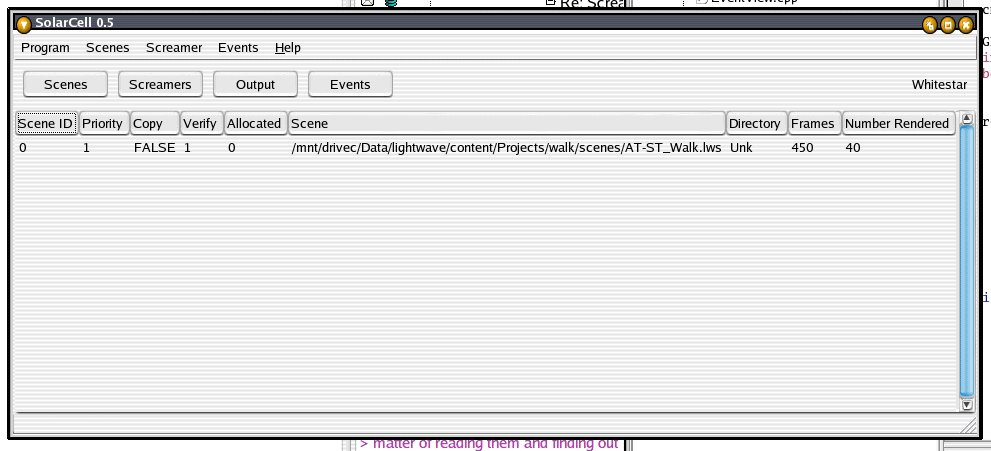 Re: Screa
SolarCell 0.5
Program Scenes Screamer Events Help
Scenes Screamers Output Events Whitestar
Scene ID Priority Copy Verify Allocated Scene Directory Frames Number Rendered
0 1 FALSE 1 0 /mnt/drivec/Data/lightwave/content/Projects/walk/scenes/AT-ST_Walk.lws Unk 450 40
> matter of reading them and finding out